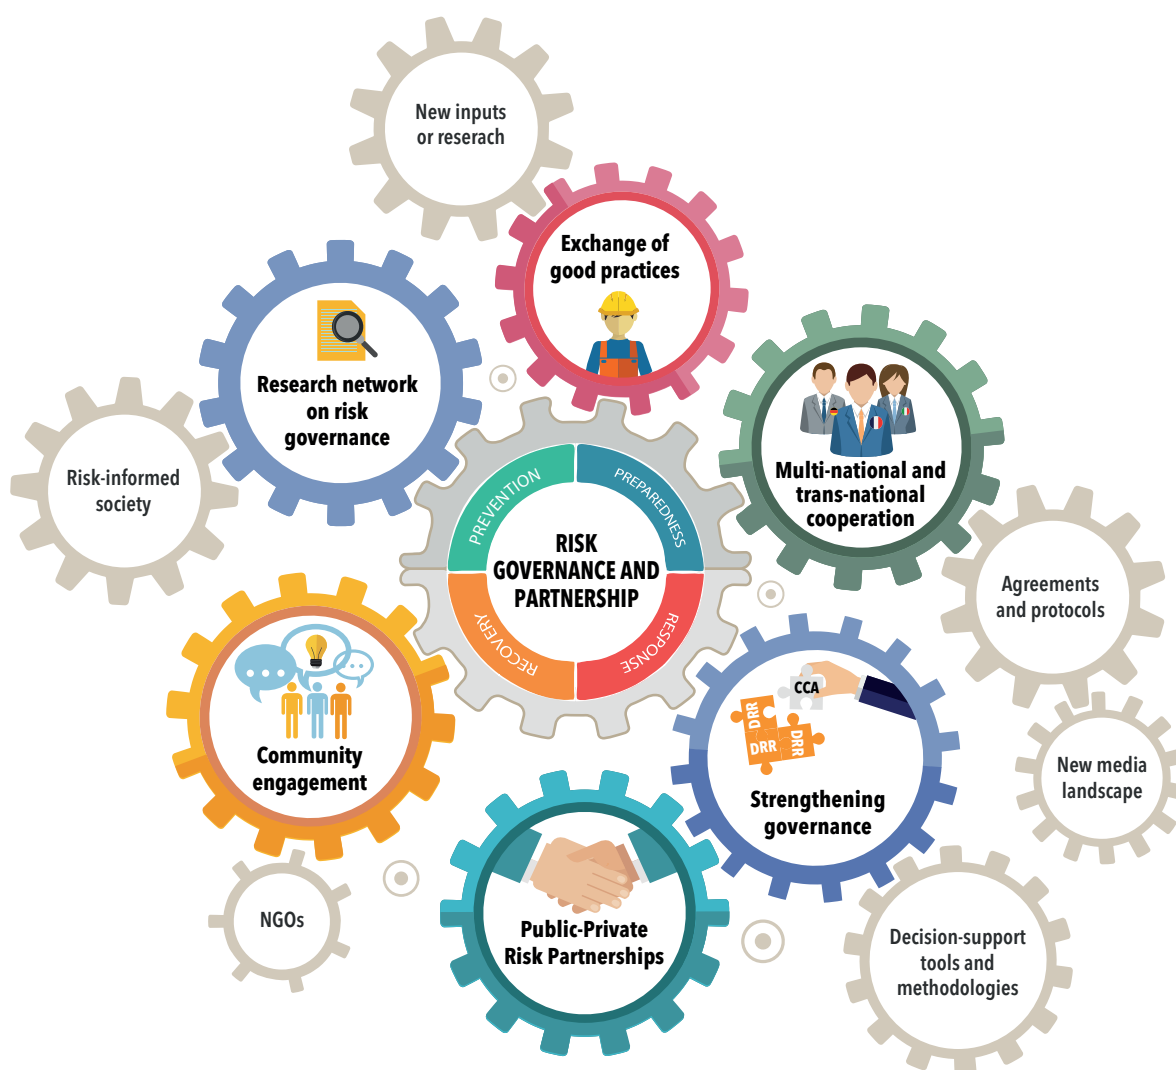 New inputs
or reserach
Exchange of
good practices
Research network
on risk
governance
Multi-national and
trans-national
cooperation
Risk-informed
society
PREVENTION
PREPAREDNESS
RISK
GOVERNANCE AND
PARTNERSHIP
RECOVERY
RESPONSE
Agreements
and protocols
CCA
DRR
DRR
DRR
Community
engagement
Strengthening
governance
New media
landscape
NGOs
Public-Private
Risk Partnerships
Decision-support
tools and
methodologies